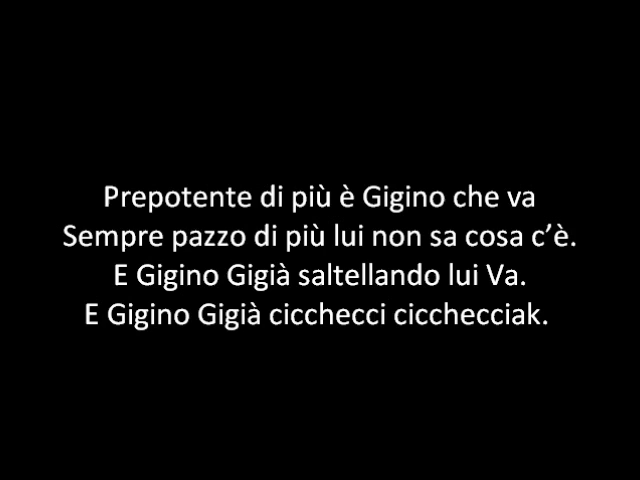 Prepotente di più è Gigino che va
Sempre pazzo di più lui non sa cosa c’è.
E Gigino Gigià saltellando lui Va.
E Gigino Gigià cicchecci cicchecciak.